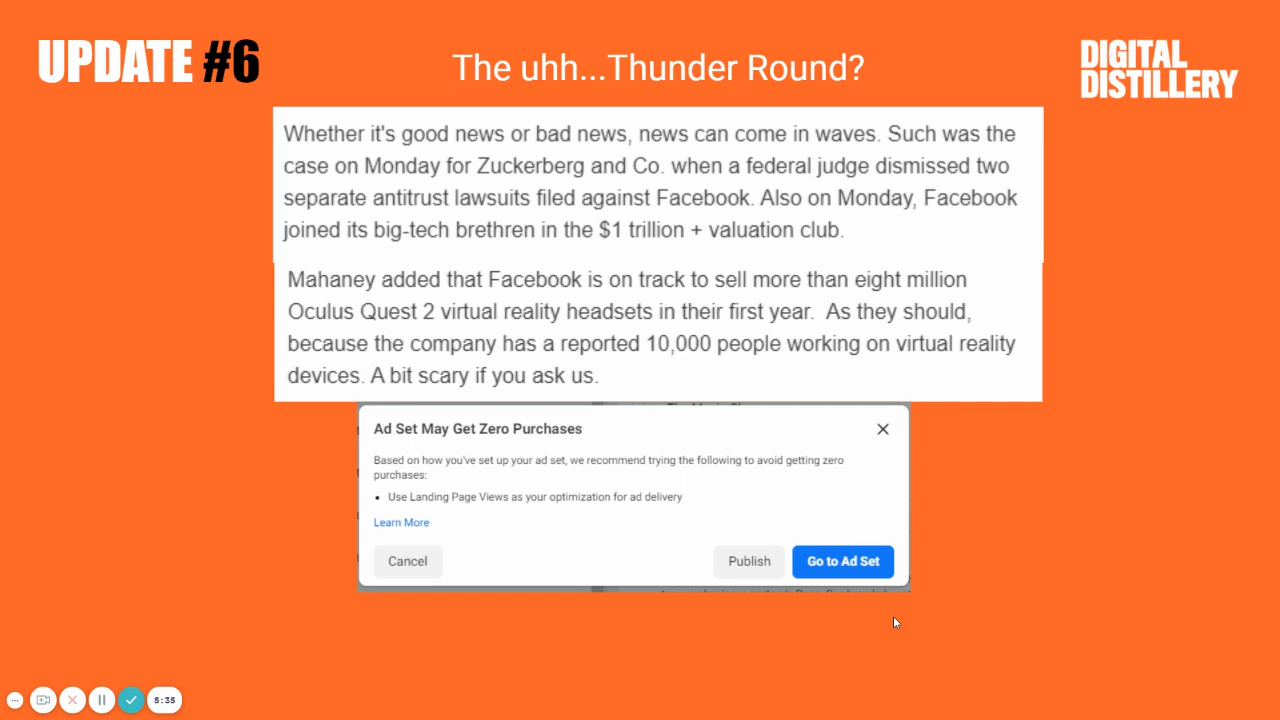 UPDATE #6
The uhh...Thunder Round?
DIGITAL
DISTILLERY
Whether it's good news or bad news, news can come in waves. Such was the
case on Monday for Zuckerberg and Co. when a federal judge dismissed two
separate antitrust lawsuits filed against Facebook. Also on Monday, Facebook
joined its big-tech brethren in the $1 trillion + valuation club.
Mahaney added that Facebook is on track to sell more than eight million
Oculus Quest 2 virtual reality headsets in their first year.  As they should,
because the company has a reported 10,000 people working on virtual reality
devices. A bit scary if you ask us.
Ad Set May Get Zero Purchases
Based on how you've set up your ad set, we recommend trying the following to avoid getting zero
purchases:
• Use Landing Page Views as your optimization for ad delivery
Learn More
Cancel
Publish
Go to Ad Set
5:35